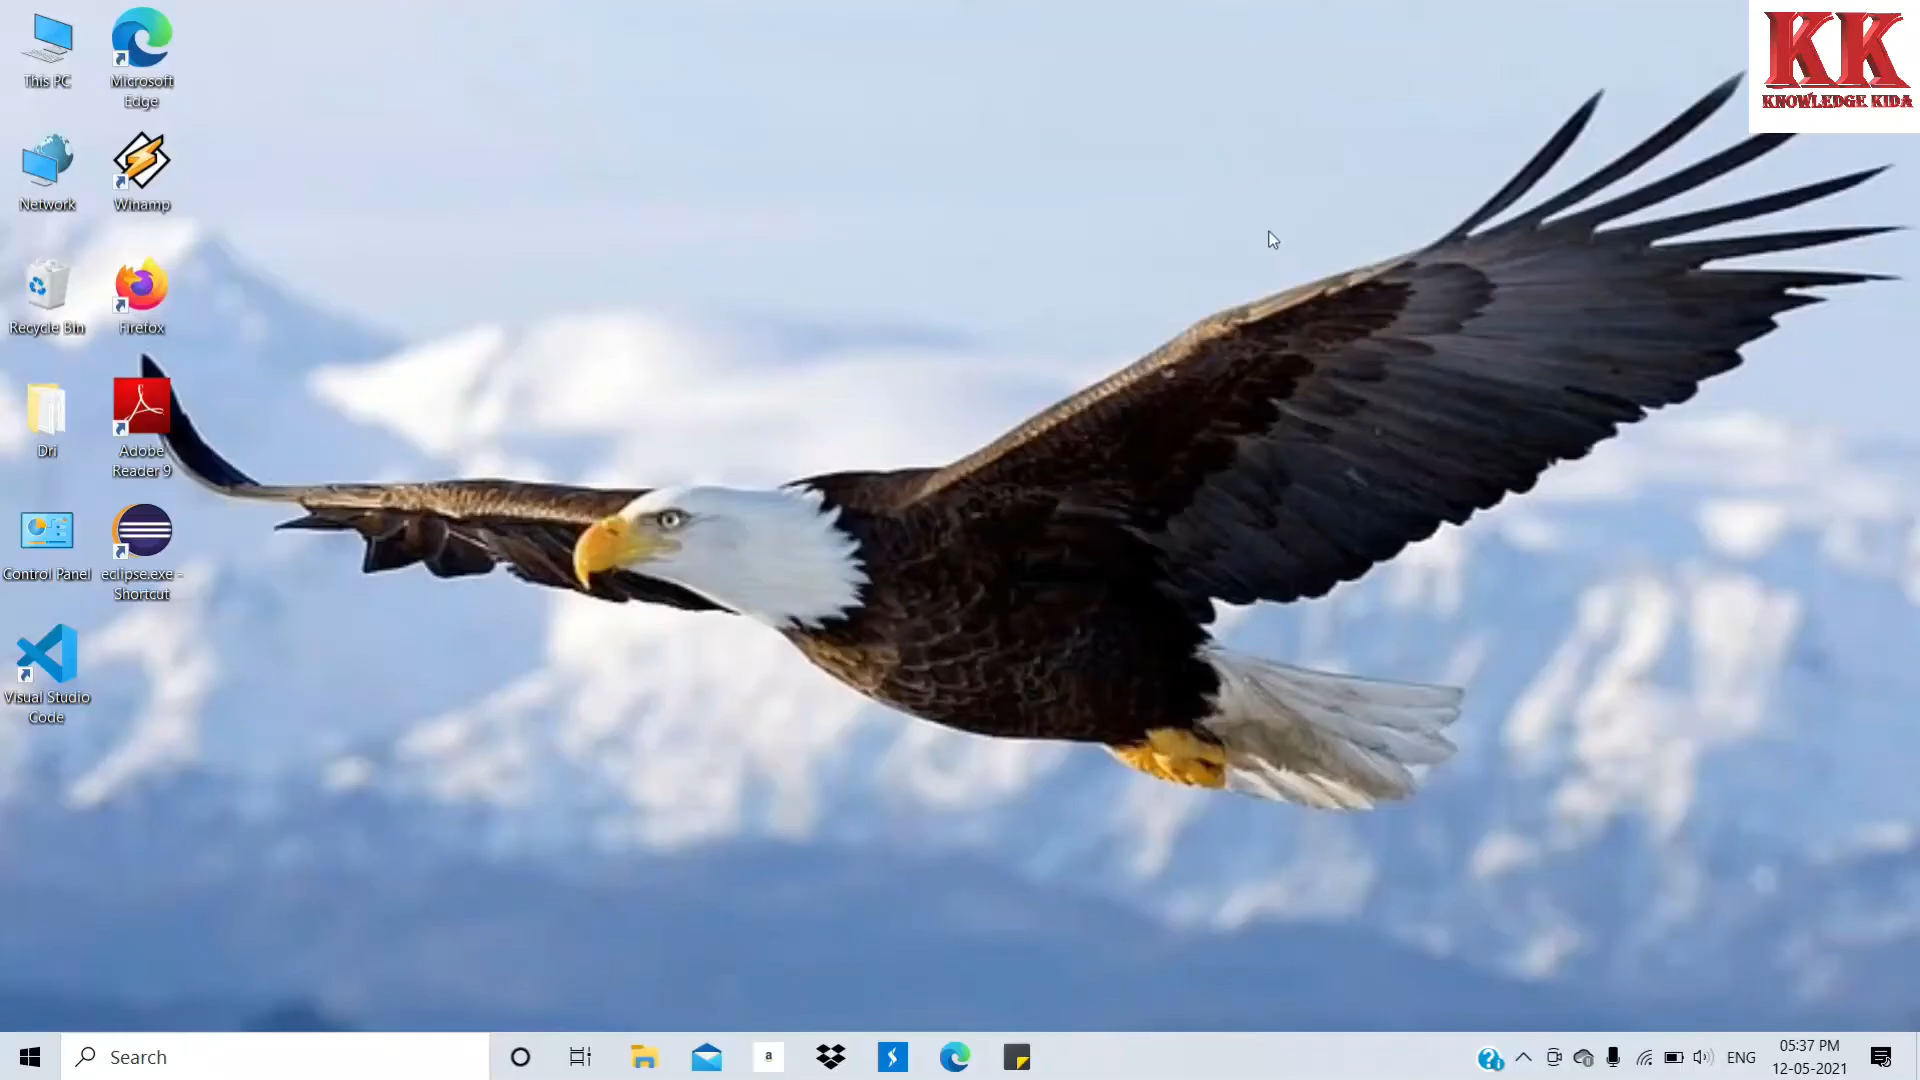 This PC
Microsoft
Edge
KK
KNOWLEDGE KIDA
Network
Winamp
Recycle Bin
Firefox
Dri
Adobe
Reader 9
Control Panel
eclipse.exe -
Shortcut
Visual Studio
Code
Search
a
ENG
05:37 PM
12-05-2021